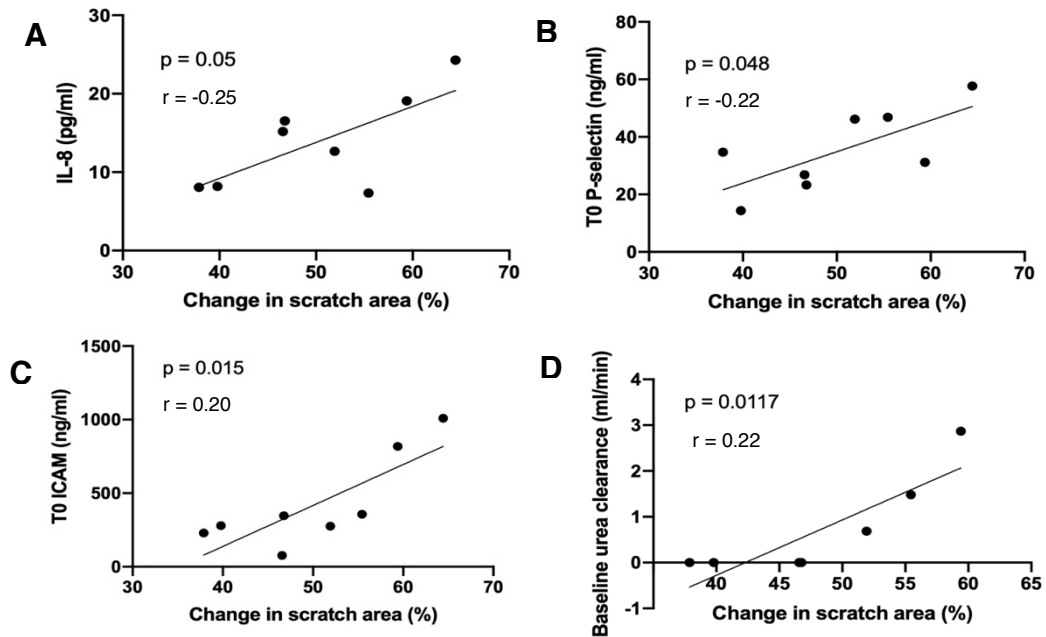 A
p = 0.05
r = -0.25
IL-8 (pg/ml)
30
20
10
0
30 40 50 60 70
Change in scratch area (%)
B
p = 0.048
r = -0.22
T0 P-selectin (ng/ml)
80
60
40
20
0
30 40 50 60 70
Change in scratch area (%)
C
p = 0.015
r = 0.20
T0 ICAM (ng/ml)
1500
1000
500
0
30 40 50 60 70
Change in scratch area (%)
D
p = 0.0117
r = 0.22
Baseline urea clearance (ml/min)
4
3
2
1
0
-1
40 45 50 55 60 65
Change in scratch area (%)